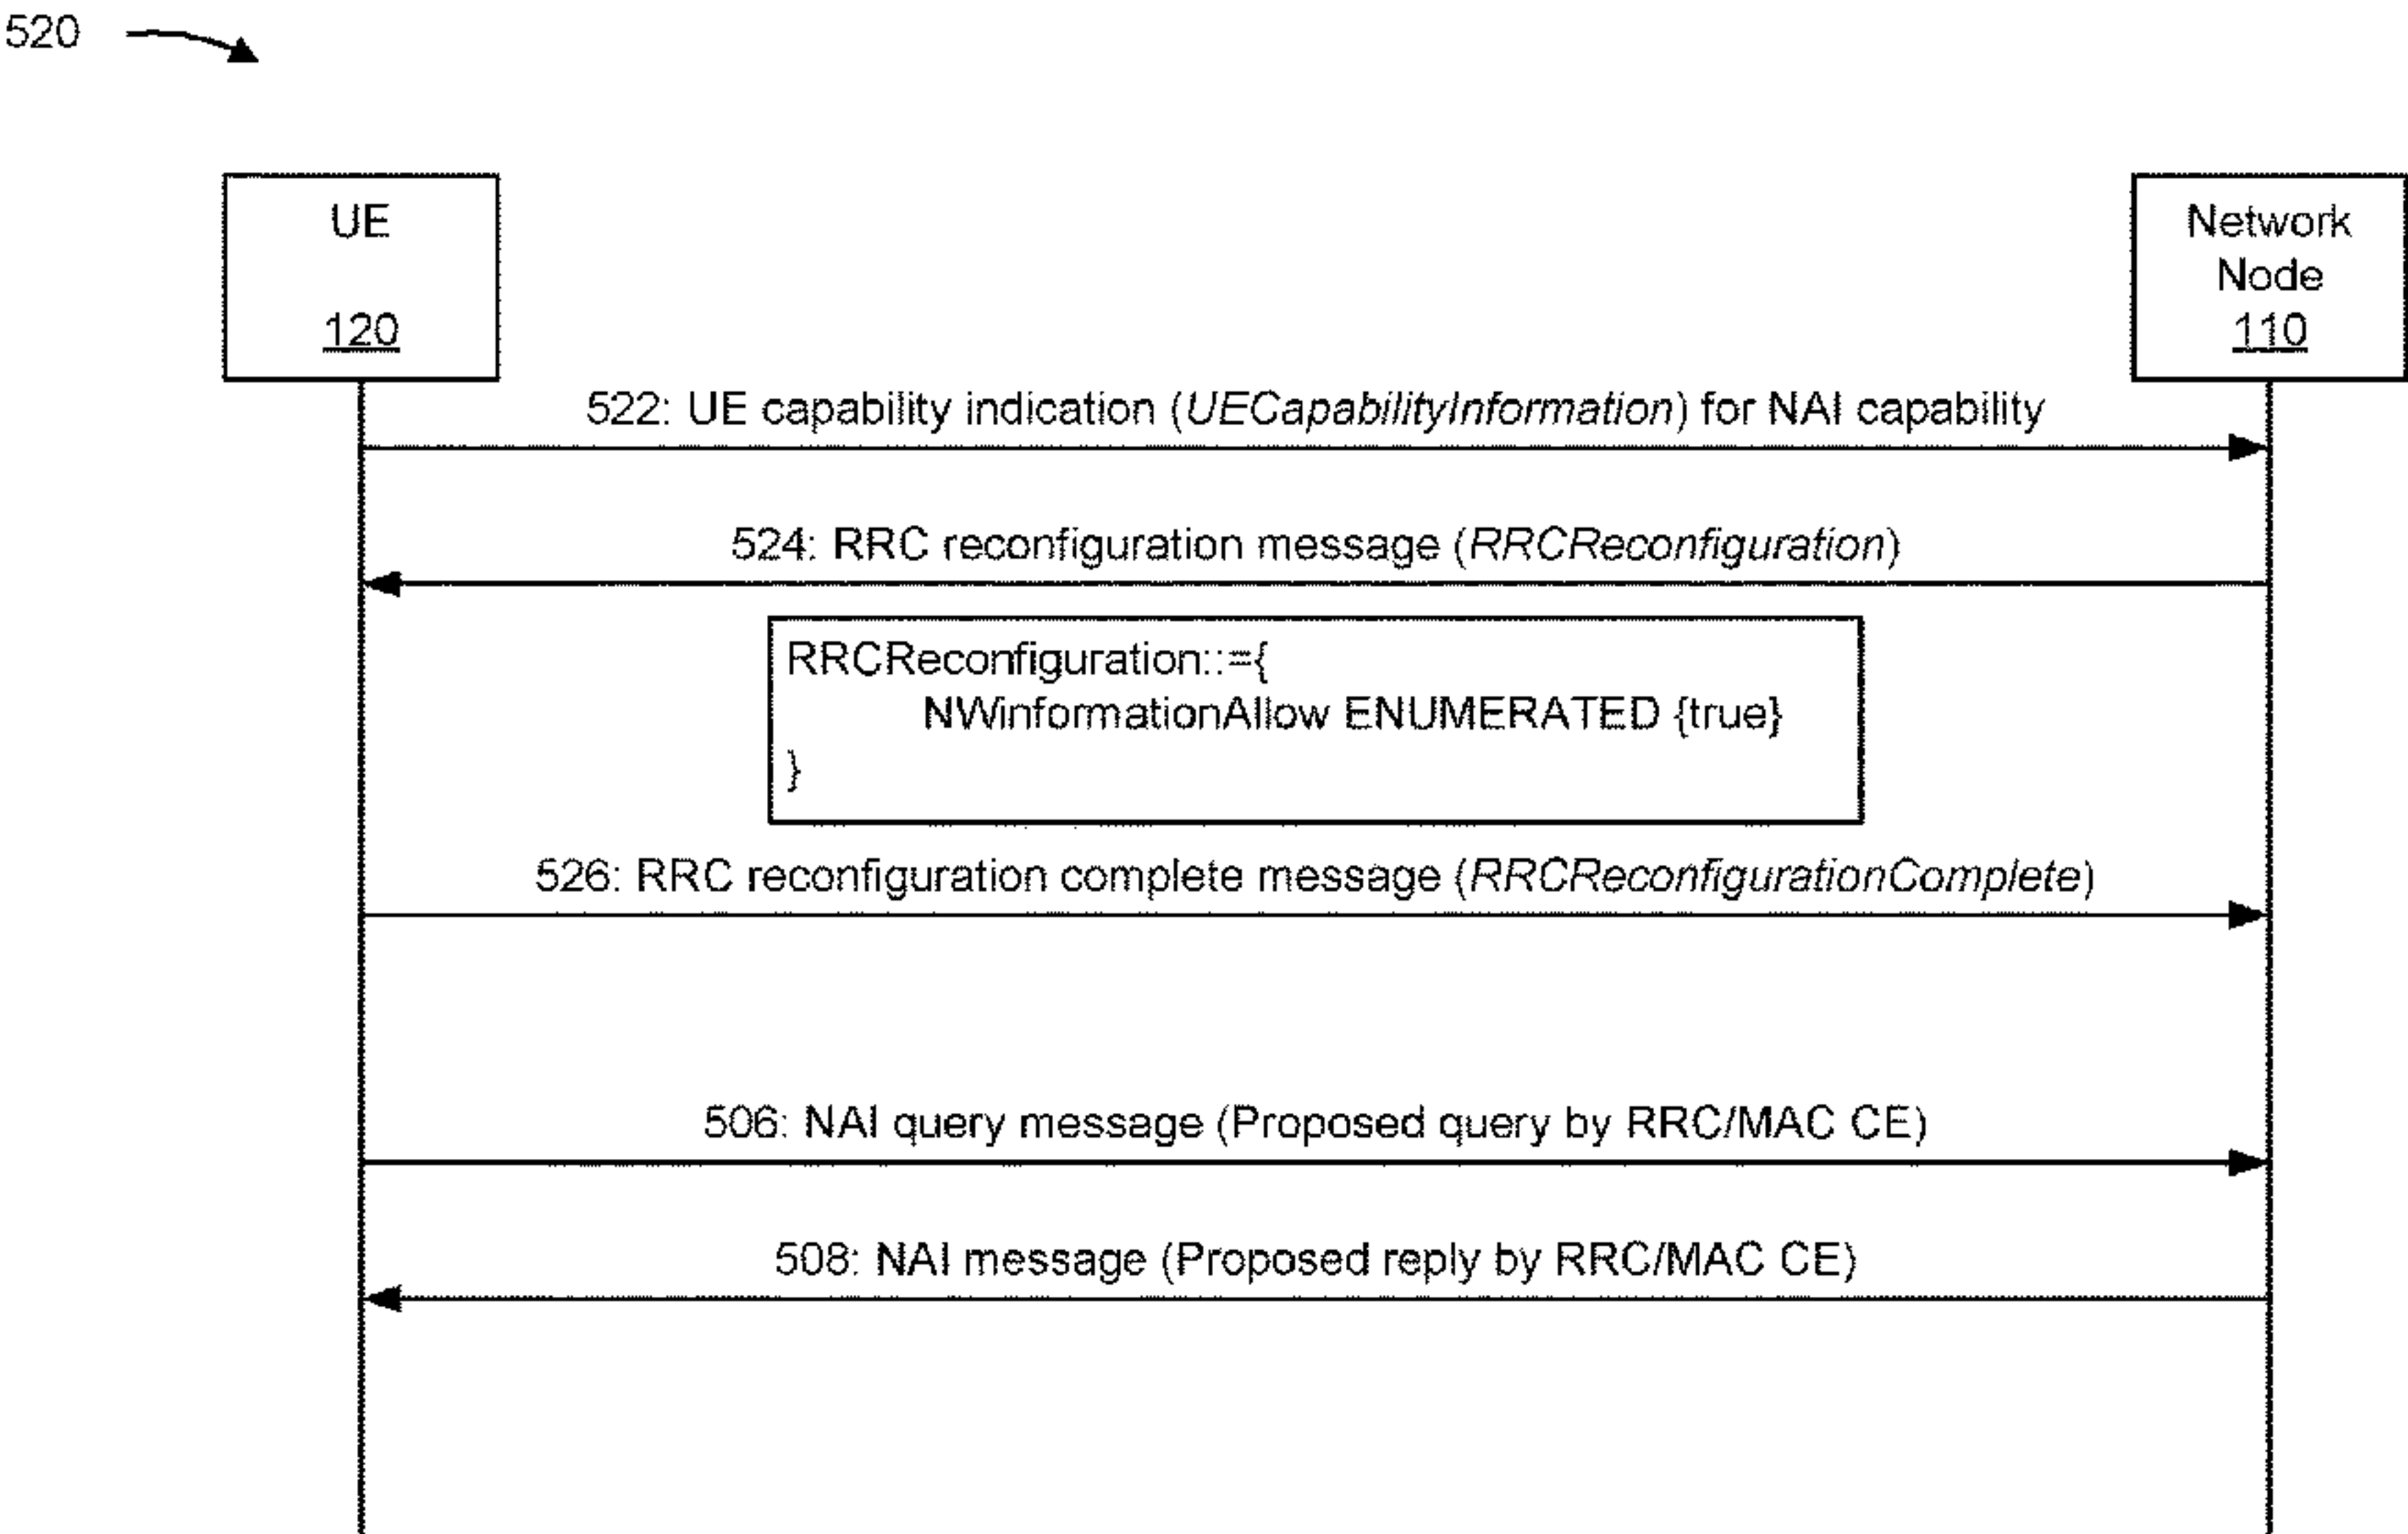 520
UE
120
Network
Node
110
522: UE capability indication (UECapabilityInformation) for NAI capability
524: RRC reconfiguration message (RRCReconfiguration)
RRCReconfiguration::={
NWinformationAllow ENUMERATED {true}
}
526: RRC reconfiguration complete message (RRCReconfigurationComplete)
506: NAI query message (Proposed query by RRC/MAC CE)
508: NAI message (Proposed reply by RRC/MAC CE)